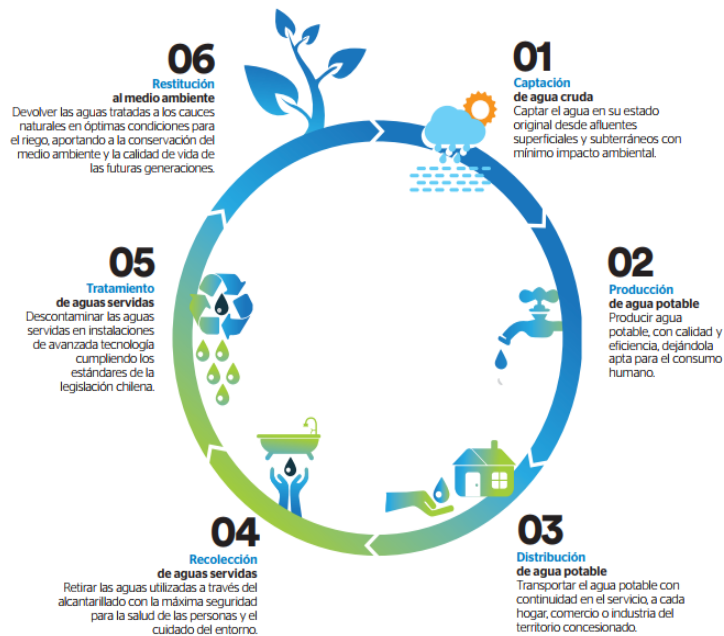 01
Captación
de agua cruda
Captar el agua en su estado
original desde afluentes
superficiales y subterráneos con
mínimo impacto ambiental.
02
Producción
de agua potable
Producir agua
potable, con calidad y
eficiencia, dejándola
apta para el consumo
humano.
03
Distribución
de agua potable
Transportar el agua potable con
continuidad en el servicio, a cada
hogar, comercio o industria del
territorio concesionado.
04
Recolección
de aguas servidas
Retirar las aguas utilizadas a través del
alcantarillado con la máxima seguridad
para la salud de las personas y el
cuidado del entorno.
05
Tratamiento
de aguas servidas
Descontaminar las aguas
servidas en instalaciones
de avanzada tecnología
cumpliendo los
estándares de la
legislación chilena.
06
Restitución
al medio ambiente
Devolver las aguas tratadas a los cauces
naturales en óptimas condiciones para
el riego, aportando a la conservación del
medio ambiente y la calidad de vida de
las futuras generaciones.